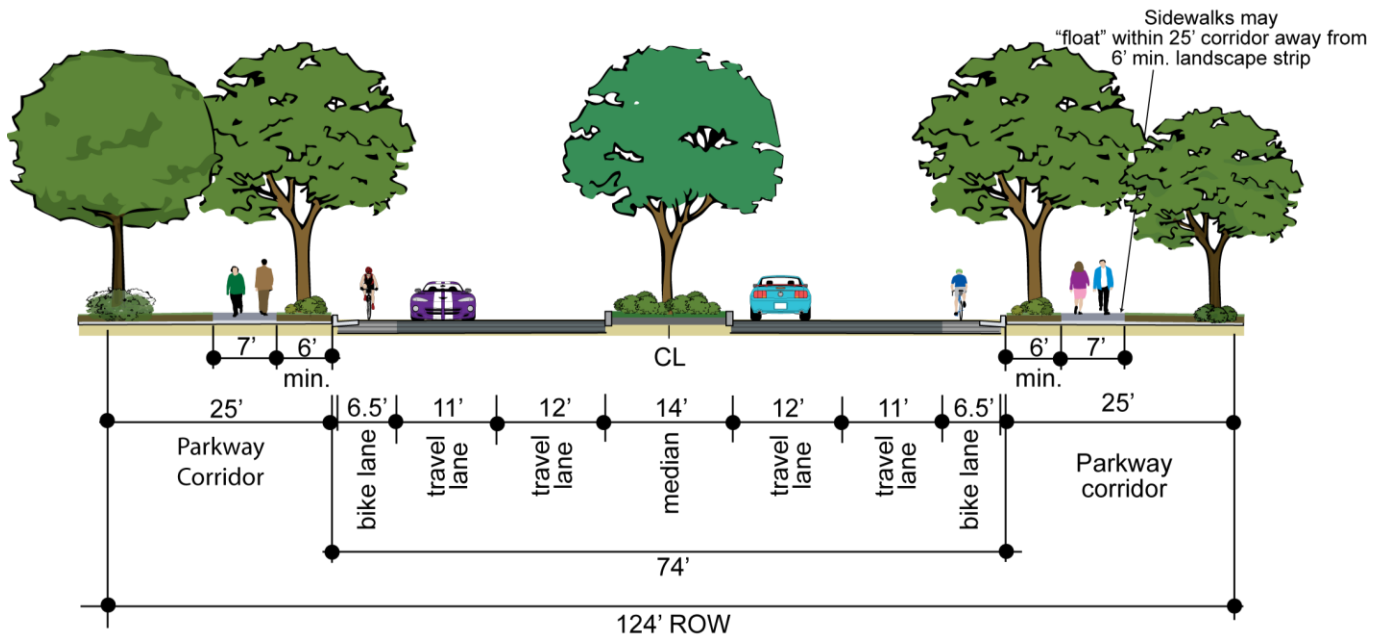 Sidewalks may
“float” within 25’ corridor away from
6’ min. landscape strip
7’ 6’
min.
CL
6’ 7’
min.
25’ 6.5’ 11’ 12’ 14’ 12’ 11’ 6.5’ 25’
Parkway
Corridor
bike lane
travel
lane
travel
lane
median
travel
lane
travel
lane
bike lane
Parkway
corridor
74’
124’ ROW